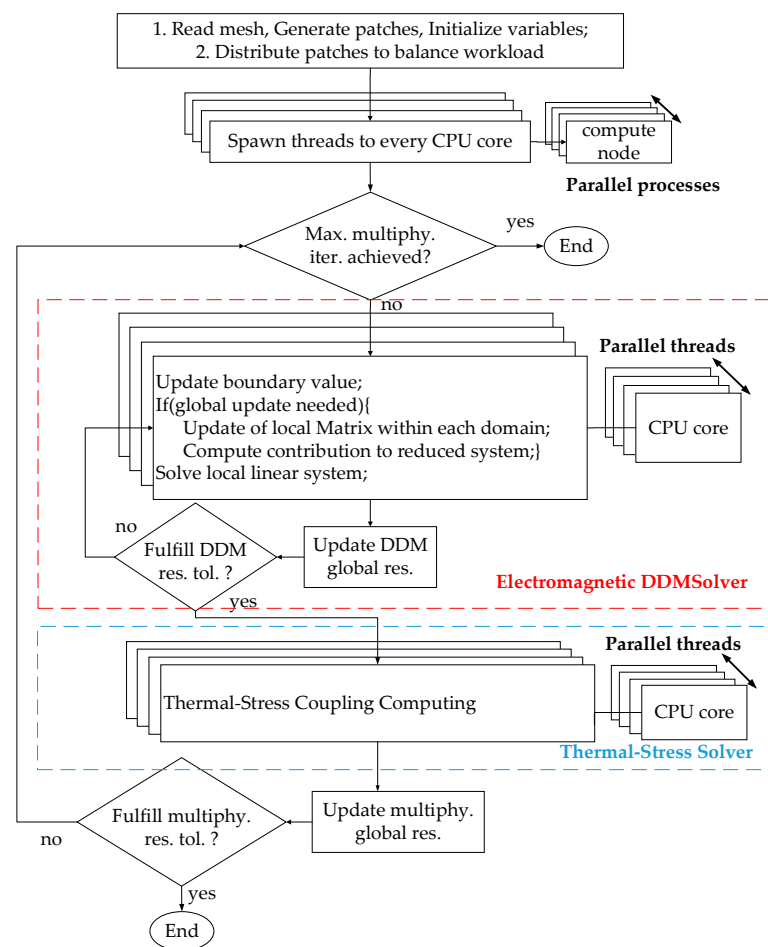 1. Read mesh, Generate patches, Initialize variables;
2. Distribute patches to balance workload
Spawn threads to every CPU core
compute
node
Parallel processes
Max. multiphy.
iter. achieved?
yes
End
no
Parallel threads
Update boundary value;
If(global update needed){
Update of local Matrix within each domain;
Compute contribution to reduced system;}
Solve local linear system;
CPU core
no
Fulfill DDM
res. tol. ?
Update DDM
global res.
Electromagnetic DDMSolver
yes
Parallel threads
Thermal-Stress Coupling Computing
CPU core
Thermal-Stress Solver
Fulfill multiphy.
res. tol. ?
Update multiphy.
global res.
no
yes
End